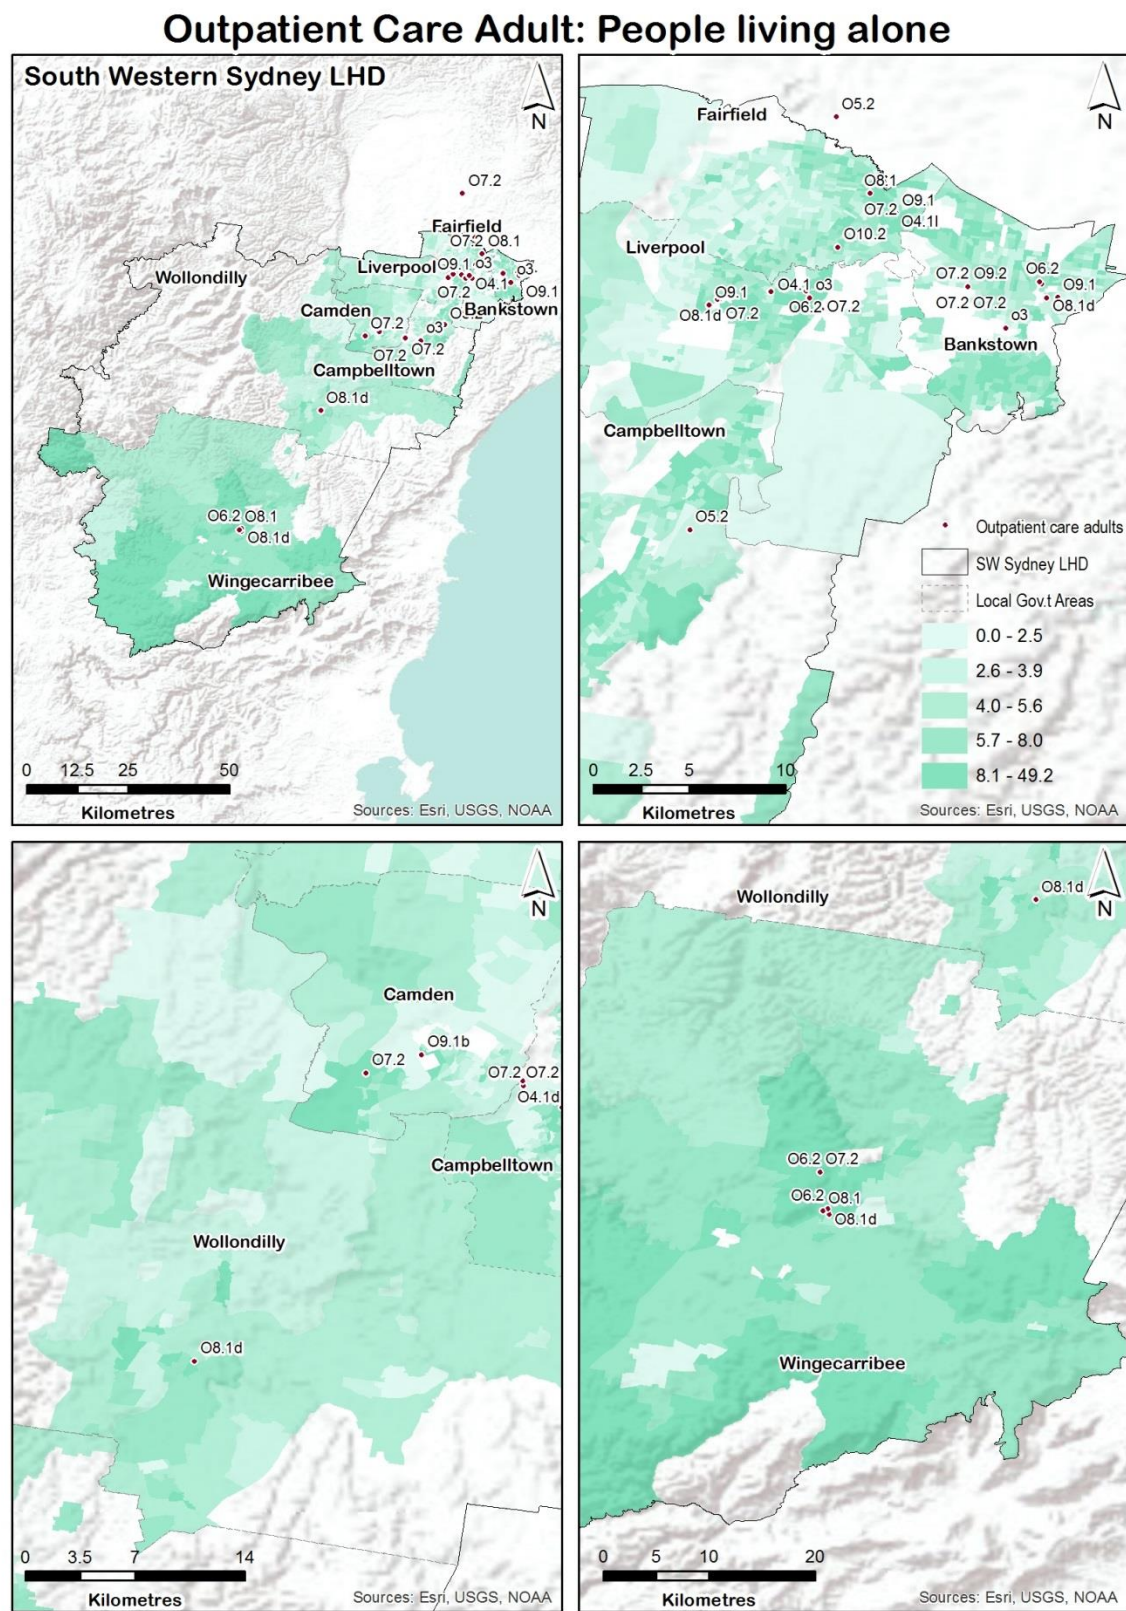 Outpatient Care Adult: People living alone
South Western Sydney LHD
N
O7.2
Fairfield
O7.2 O8.1
Wollondilly
Liverpool O9.1 o3 o3.
O4.1
O7.2 O9.1
Camden Bankstown
O7.2 o3
O7.2 O7.2
Campbelltown
O8.1d
O6.2 O8.1
O8.1d
Wingecarribee
0 12.5 25 50
Kilometres
Sources: Esri, USGS, NOAA
N
Fairfield O5.2
O8.1
O7.2 O9.1
O4.1l
Liverpool O10.2
O7.2 O9.2 O6.2
O9.1 O4.1 o3 O9.1
O8.1d O7.2 O6.2 O7.2 O7.2 O7.2 O8.1d
o3
Bankstown
Campbelltown
O5.2
Outpatient care adults
SW Sydney LHD
Local Gov.t Areas
0.0 - 2.5
2.6 - 3.9
4.0 - 5.6
5.7 - 8.0
8.1 - 49.2
0 2.5 5 10
Kilometres
Sources: Esri, USGS, NOAA
N
Camden
O9.1b
O7.2
O7.2 O7.2
O4.1d
Campbelltown
Wollondilly
O8.1d
0 3.5 7 14
Kilometres
Sources: Esri, USGS, NOAA
N
Wollondilly
O8.1d
O6.2 O7.2
O6.2 O8.1
O8.1d
Wingecarribee
0 5 10 20
Kilometres
Sources: Esri, USGS, NOAA